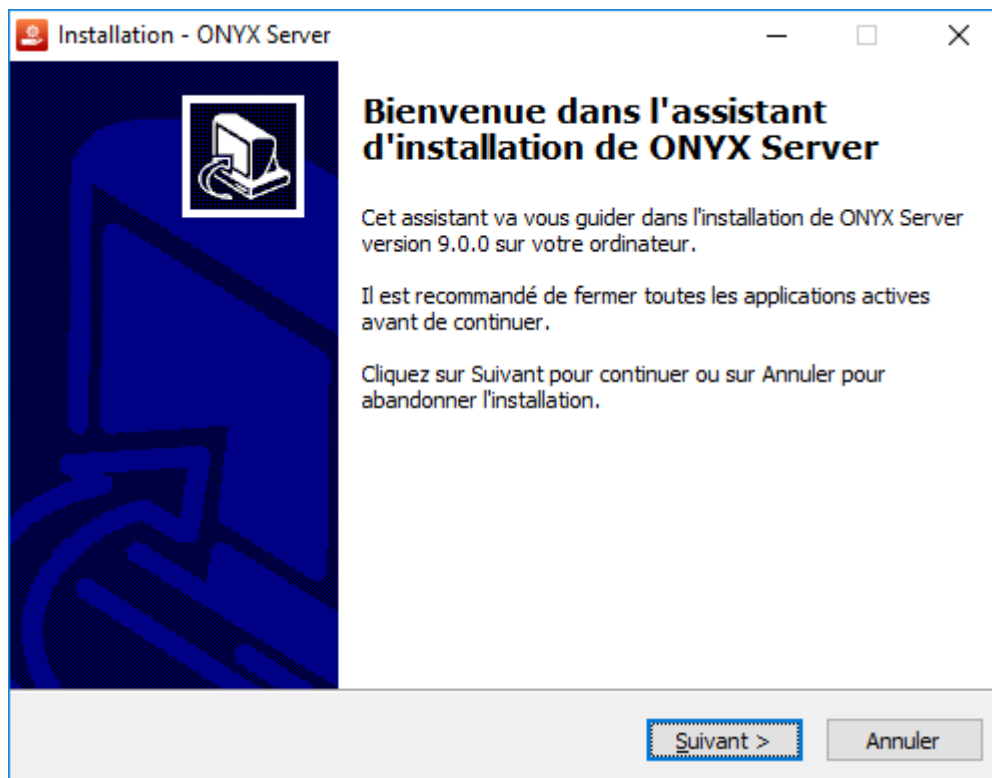 Installation - ONYX Server
Bienvenue dans l'assistant
d'installation de ONYX Server
Cet assistant va vous guider dans l'installation de ONYX Server
version 9.0.0 sur votre ordinateur.
Il est recommandé de fermer toutes les applications actives
avant de continuer.
Cliquez sur Suivant pour continuer ou sur Annuler pour
abandonner l'installation.
Suivant >
Annuler